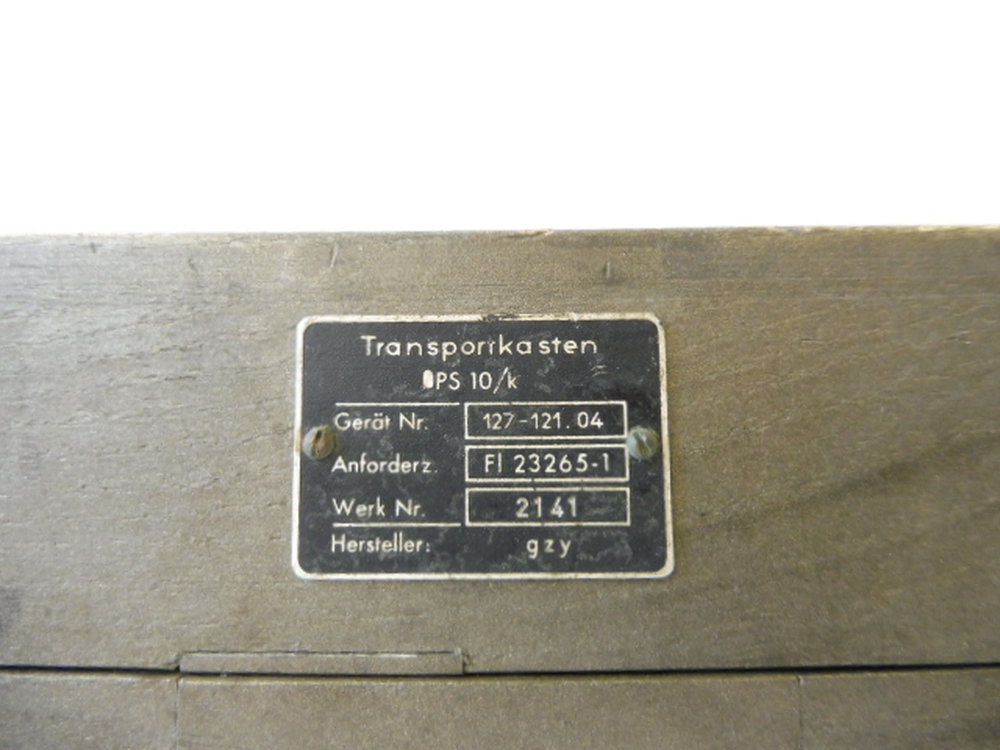 Transportkasten
PS 10/k
Gerät Nr. 127-121.04
Anforderz. Fl 23265-1
Werk Nr. 2141
Hersteller: gzy